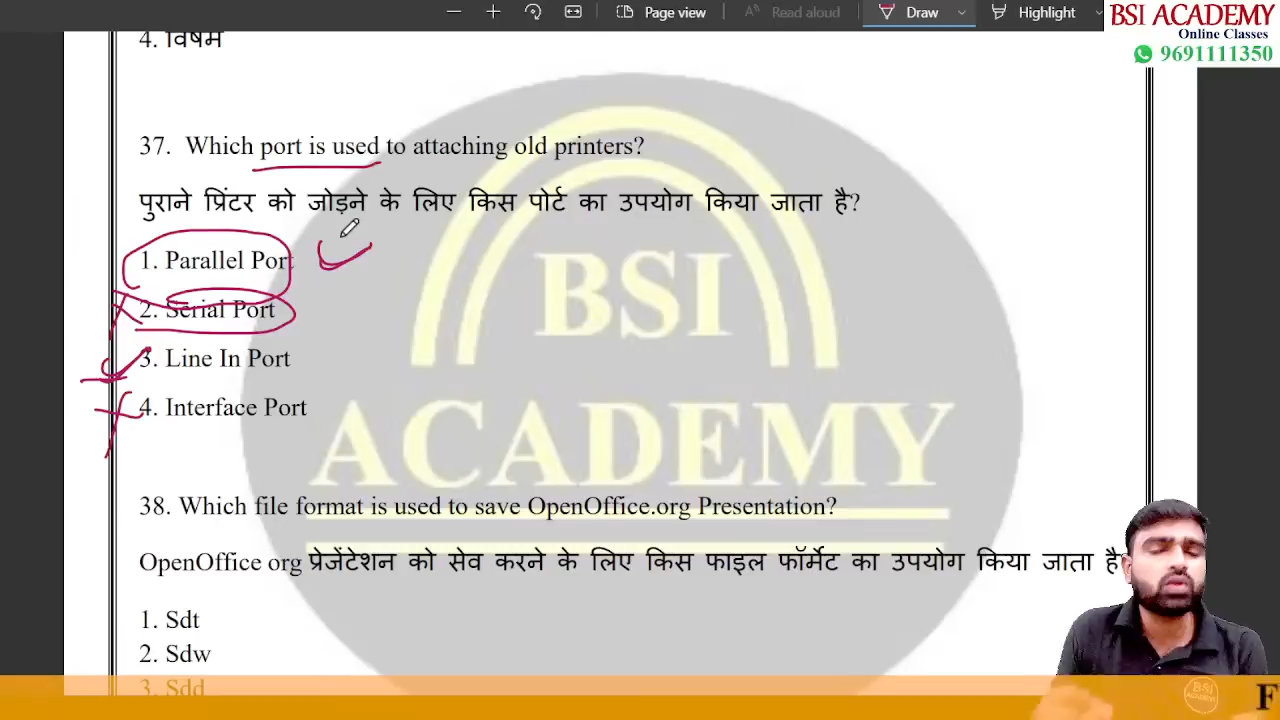 Page view
Read aloud
Draw
Highlight
BSI ACADEMY
Online Classes
9691111350
4. विषम
37. Which port is used to attaching old printers?
पुराने प्रिंटर को जोड़ने के लिए किस पोर्ट का उपयोग किया जाता है?
1. Parallel Port
2. Serial Port
3. Line In Port
4. Interface Port
BSI
ACADEMY
38. Which file format is used to save OpenOffice.org Presentation?
OpenOffice org प्रेजेंटेशन को सेव करने के लिए किस फाइल फॉर्मेट का उपयोग किया जाता है
1. Sdt
2. Sdw
3. Sdd
BSI
ACADEMY
F